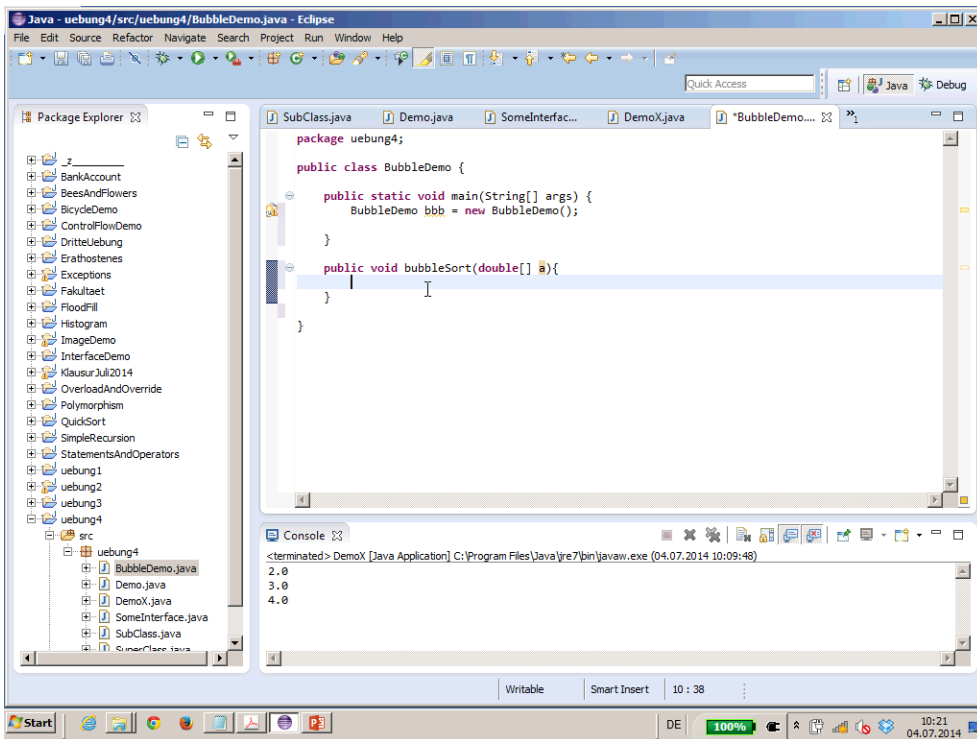 Java - uebung4/src/uebung4/BubbleDemo.java - Eclipse
File Edit Source Refactor Navigate Search Project Run Window Help
Quick Access
Java
Debug
Package Explorer
_z_________
BankAccount
BeesAndFlowers
BicycleDemo
ControlFlowDemo
DritteUebung
Erathostenes
Exceptions
Fakultaet
FloodFill
Histogram
ImageDemo
InterfaceDemo
KlausurJuli2014
OverloadAndOverride
Polymorphism
QuickSort
SimpleRecursion
StatementsAndOperators
uebung1
uebung2
uebung3
uebung4
src
uebung4
BubbleDemo.java
Demo.java
DemoX.java
SomeInterface.java
SubClass.java
SuperClass.java
SubClass.java Demo.java SomeInterfac... DemoX.java *BubbleDemo.... »1
package uebung4;
public class BubbleDemo {
public static void main(String[] args) {
BubbleDemo bbb = new BubbleDemo();
}
public void bubbleSort(double[] a){
}
}
Console
<terminated> DemoX [Java Application] C:\Program Files\Java\jre7\bin\javaw.exe (04.07.2014 10:09:48)
2.0
3.0
4.0
Writable Smart Insert 10 : 38
Start
DE 100% 10:21
04.07.2014